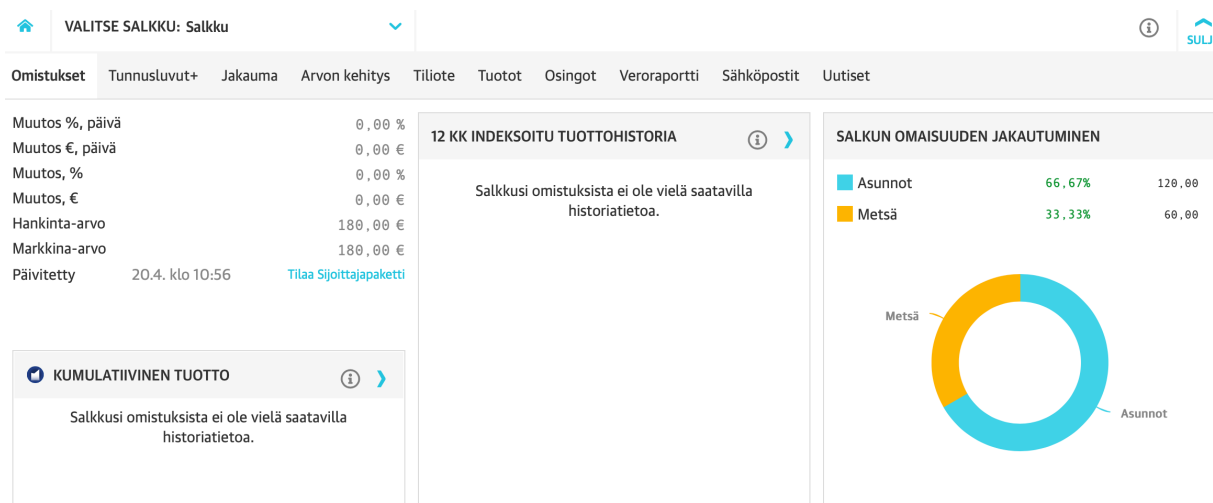 VALITSE SALKKU: Salkku
SULJ
Omistukset Tunnusluvut+ Jakauma Arvon kehitys Tiliote Tuotot Osingot Veroraportti Sähköpostit Uutiset
Muutos %, päivä 0,00 %
Muutos €, päivä 0,00 €
Muutos, % 0,00 %
Muutos, € 0,00 €
Hankinta-arvo 180,00 €
Markkina-arvo 180,00 €
Päivitetty 20.4. klo 10:56 Tilaa Sijoittajapaketti
KUMULATIIVINEN TUOTTO
Salkkusi omistuksista ei ole vielä saatavilla
historiatietoa.
12 KK INDEKSOITU TUOTTOHISTORIA
Salkkusi omistuksista ei ole vielä saatavilla
historiatietoa.
SALKUN OMAISUUDEN JAKAUTUMINEN
Asunnot 66,67% 120,00
Metsä 33,33% 60,00
Metsä
Asunnot